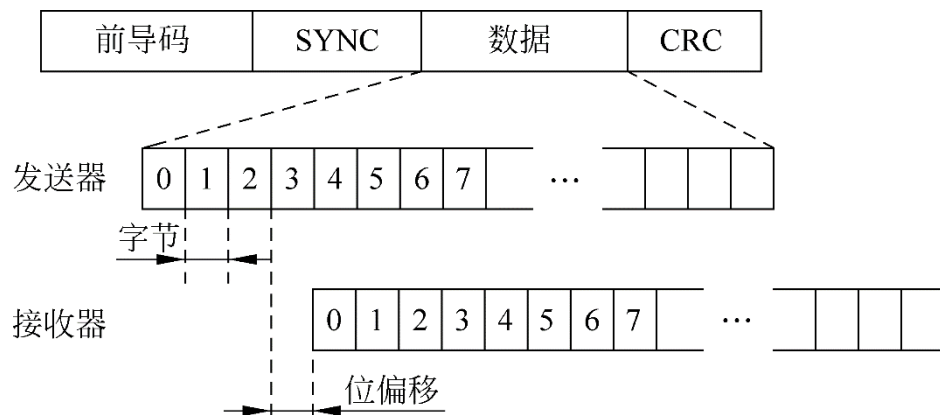 前导码 SYNC 数据 CRC
发送器 0 1 2 3 4 5 6 7 …
字节
接收器 0 1 2 3 4 5 6 7 …
位偏移